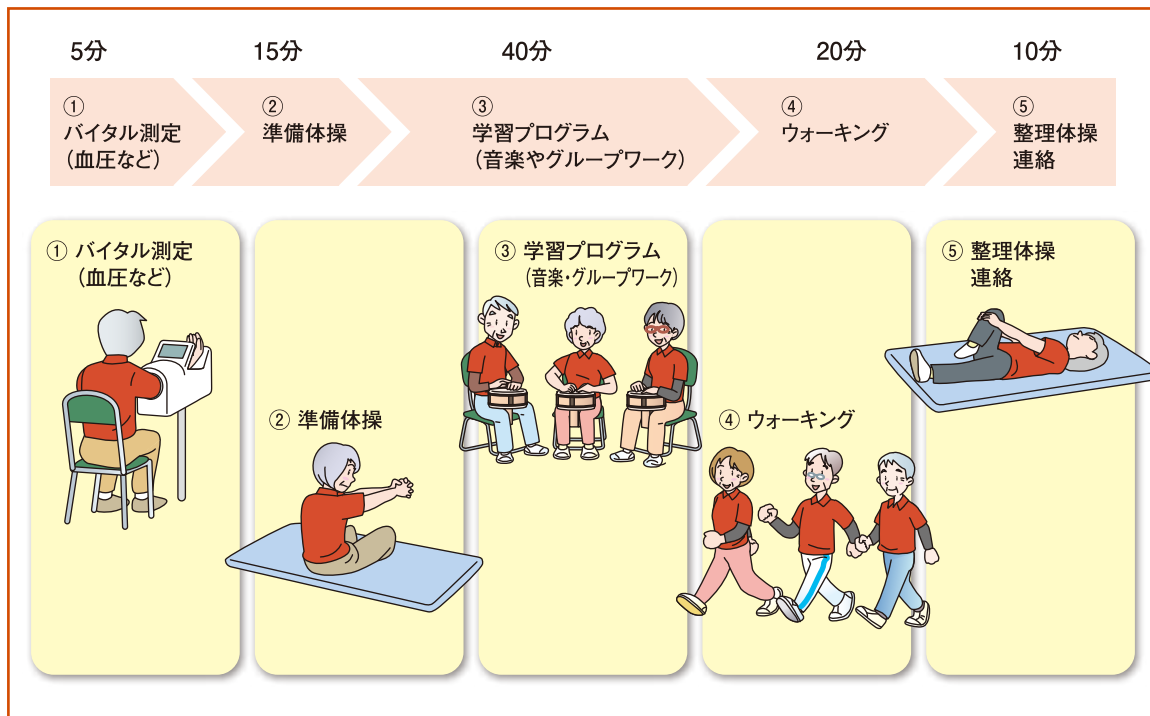 5分
15分
40分
20分
10分
①
バイタル測定
(血圧など)
②
準備体操
③
学習プログラム
(音楽やグループワーク)
④
ウォーキング
⑤
整理体操
連絡
① バイタル測定
(血圧など)
② 準備体操
③ 学習プログラム
(音楽・グループワーク)
④ ウォーキング
⑤ 整理体操
連絡